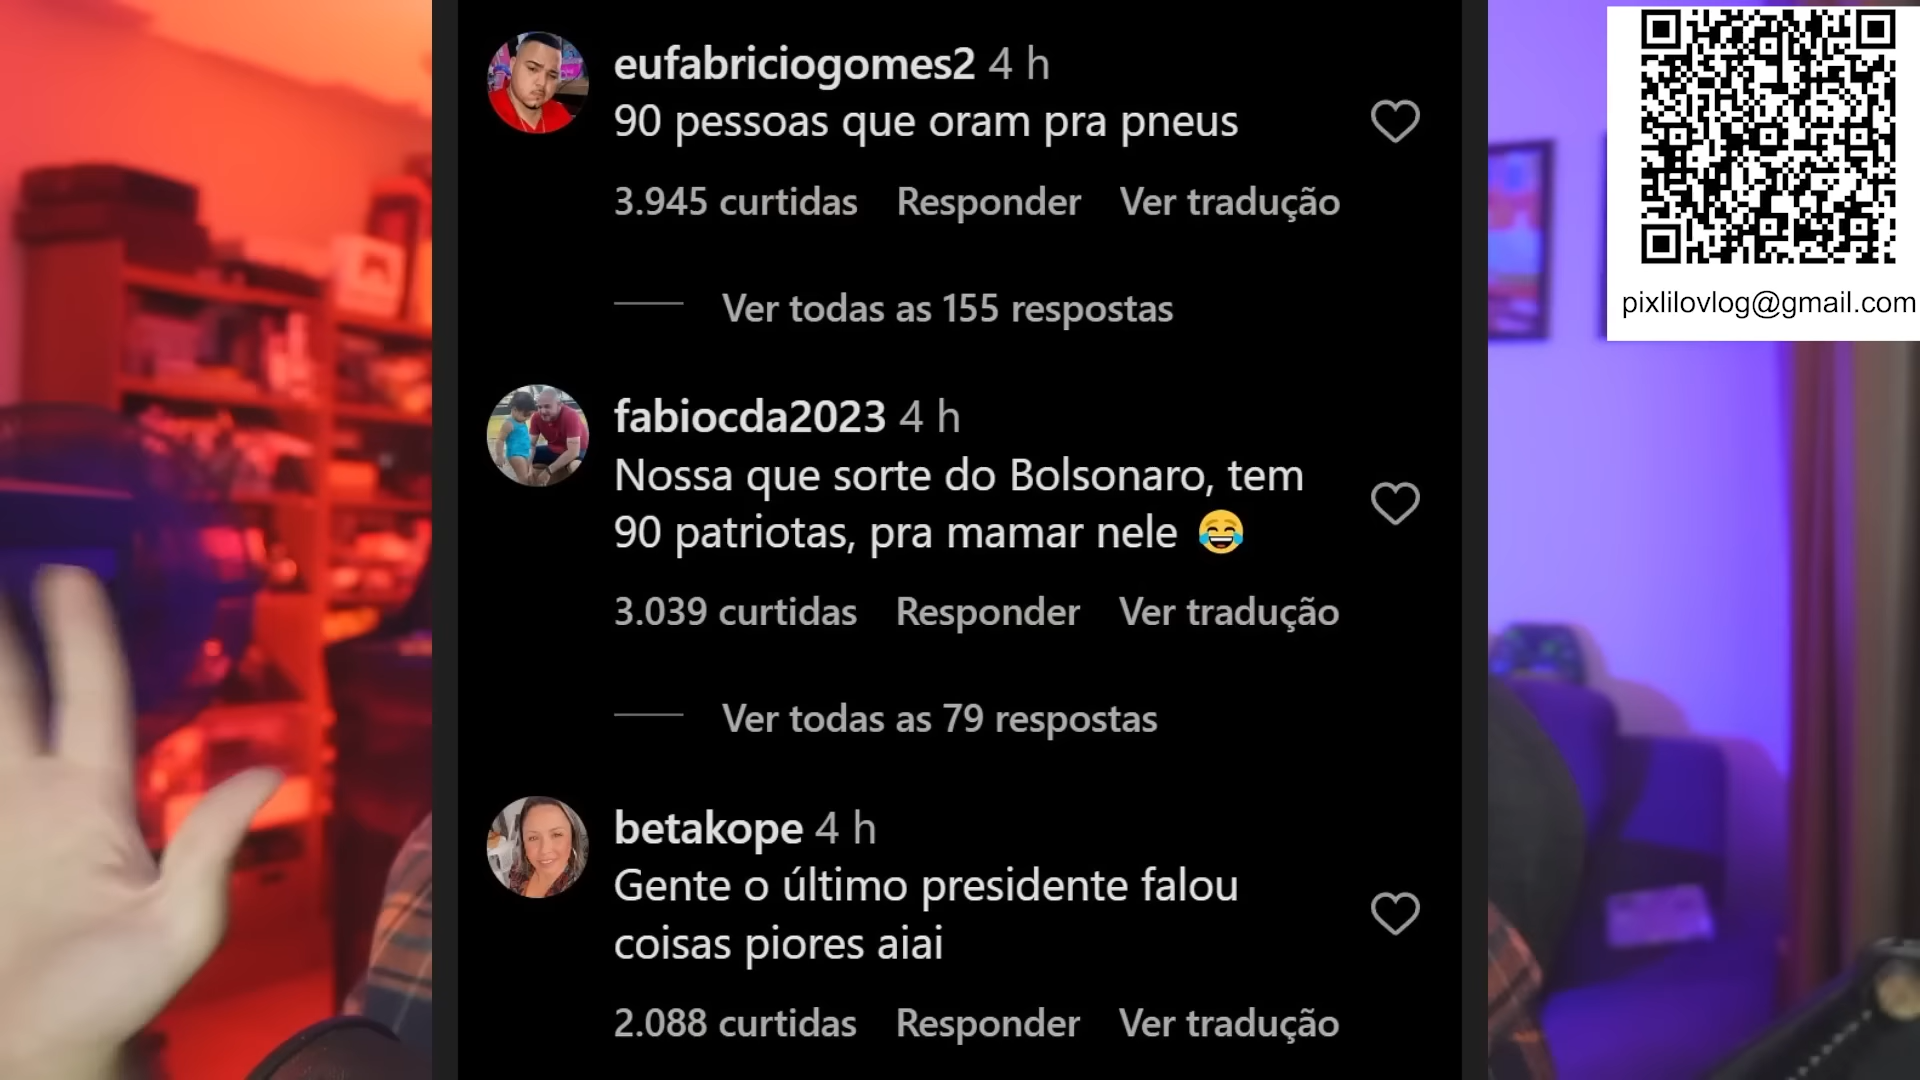 eufabriciogomes2 4 h
90 pessoas que oram pra pneus
3.945 curtidas Responder Ver tradução
Ver todas as 155 respostas
fabiocda2023 4 h
Nossa que sorte do Bolsonaro, tem
90 patriotas, pra mamar nele 😂
3.039 curtidas Responder Ver tradução
Ver todas as 79 respostas
betakope 4 h
Gente o último presidente falou
coisas piores aiai
2.088 curtidas Responder Ver tradução
pixlilovlog@gmail.com